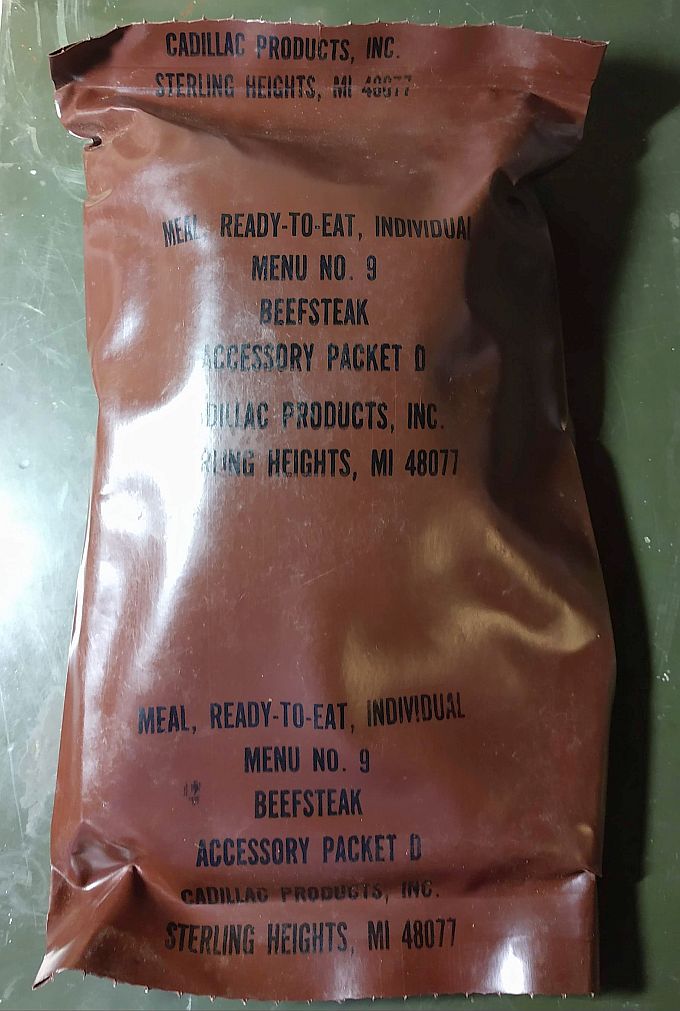 CADILLAC PRODUCTS, INC.
STERLING HEIGHTS, MI 48077
MEAL, READY-TO-EAT, INDIVIDUAL
MENU NO. 9
BEEFSTEAK
ACCESSORY PACKET D
DILLAC PRODUCTS, INC.
RLING HEIGHTS, MI 48077
MEAL, READY-TO-EAT, INDIVIDUAL
MENU NO. 9
BEEFSTEAK
ACCESSORY PACKET D
CADILLAC PRODUCTS, INC.
STERLING HEIGHTS, MI 48077